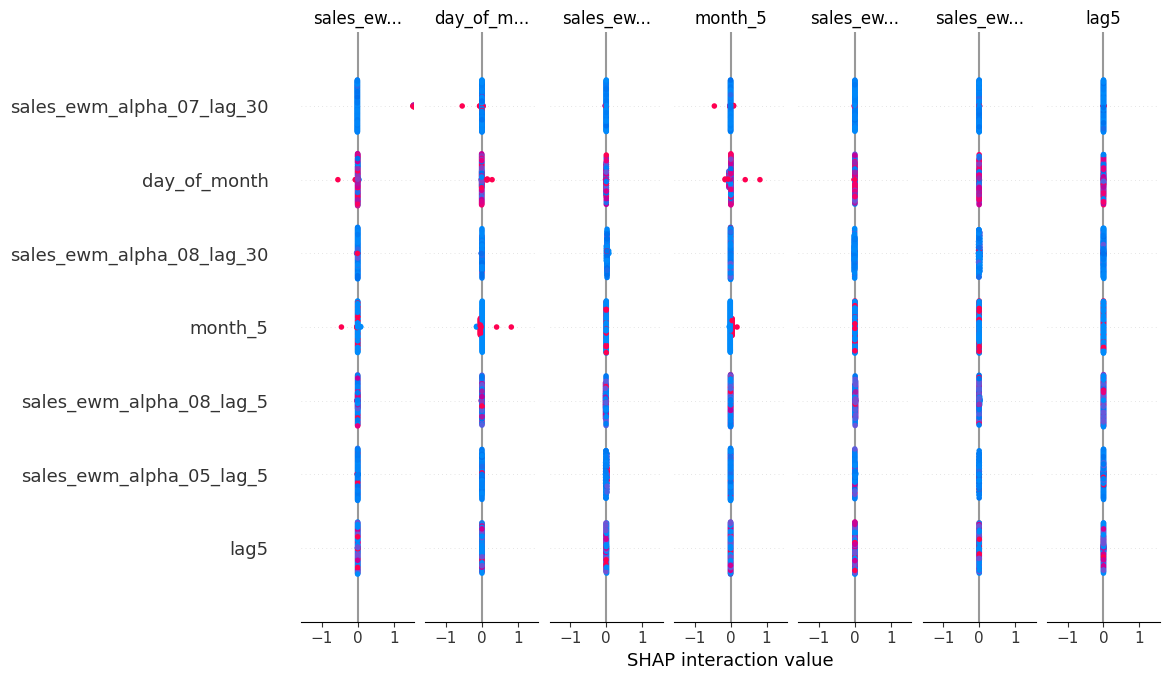 sales_ew... day_of_m... sales_ew... month_5 sales_ew... sales_ew... lag5
sales_ewm_alpha_07_lag_30
day_of_month
sales_ewm_alpha_08_lag_30
month_5
sales_ewm_alpha_08_lag_5
sales_ewm_alpha_05_lag_5
lag5
−1 0 1 −1 0 1 −1 0 1 −1 0 1 −1 0 1 −1 0 1 −1 0 1
SHAP interaction value